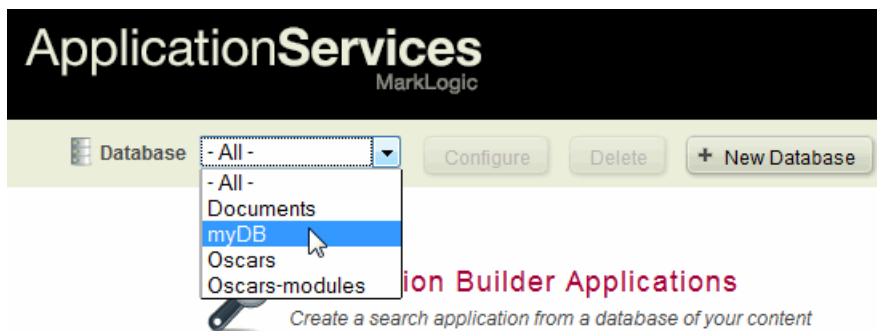 ApplicationServices
MarkLogic
Database - All - Configure Delete + New Database
- All -
Documents
myDB
Oscars
Oscars-modules
ion Builder Applications
Create a search application from a database of your content